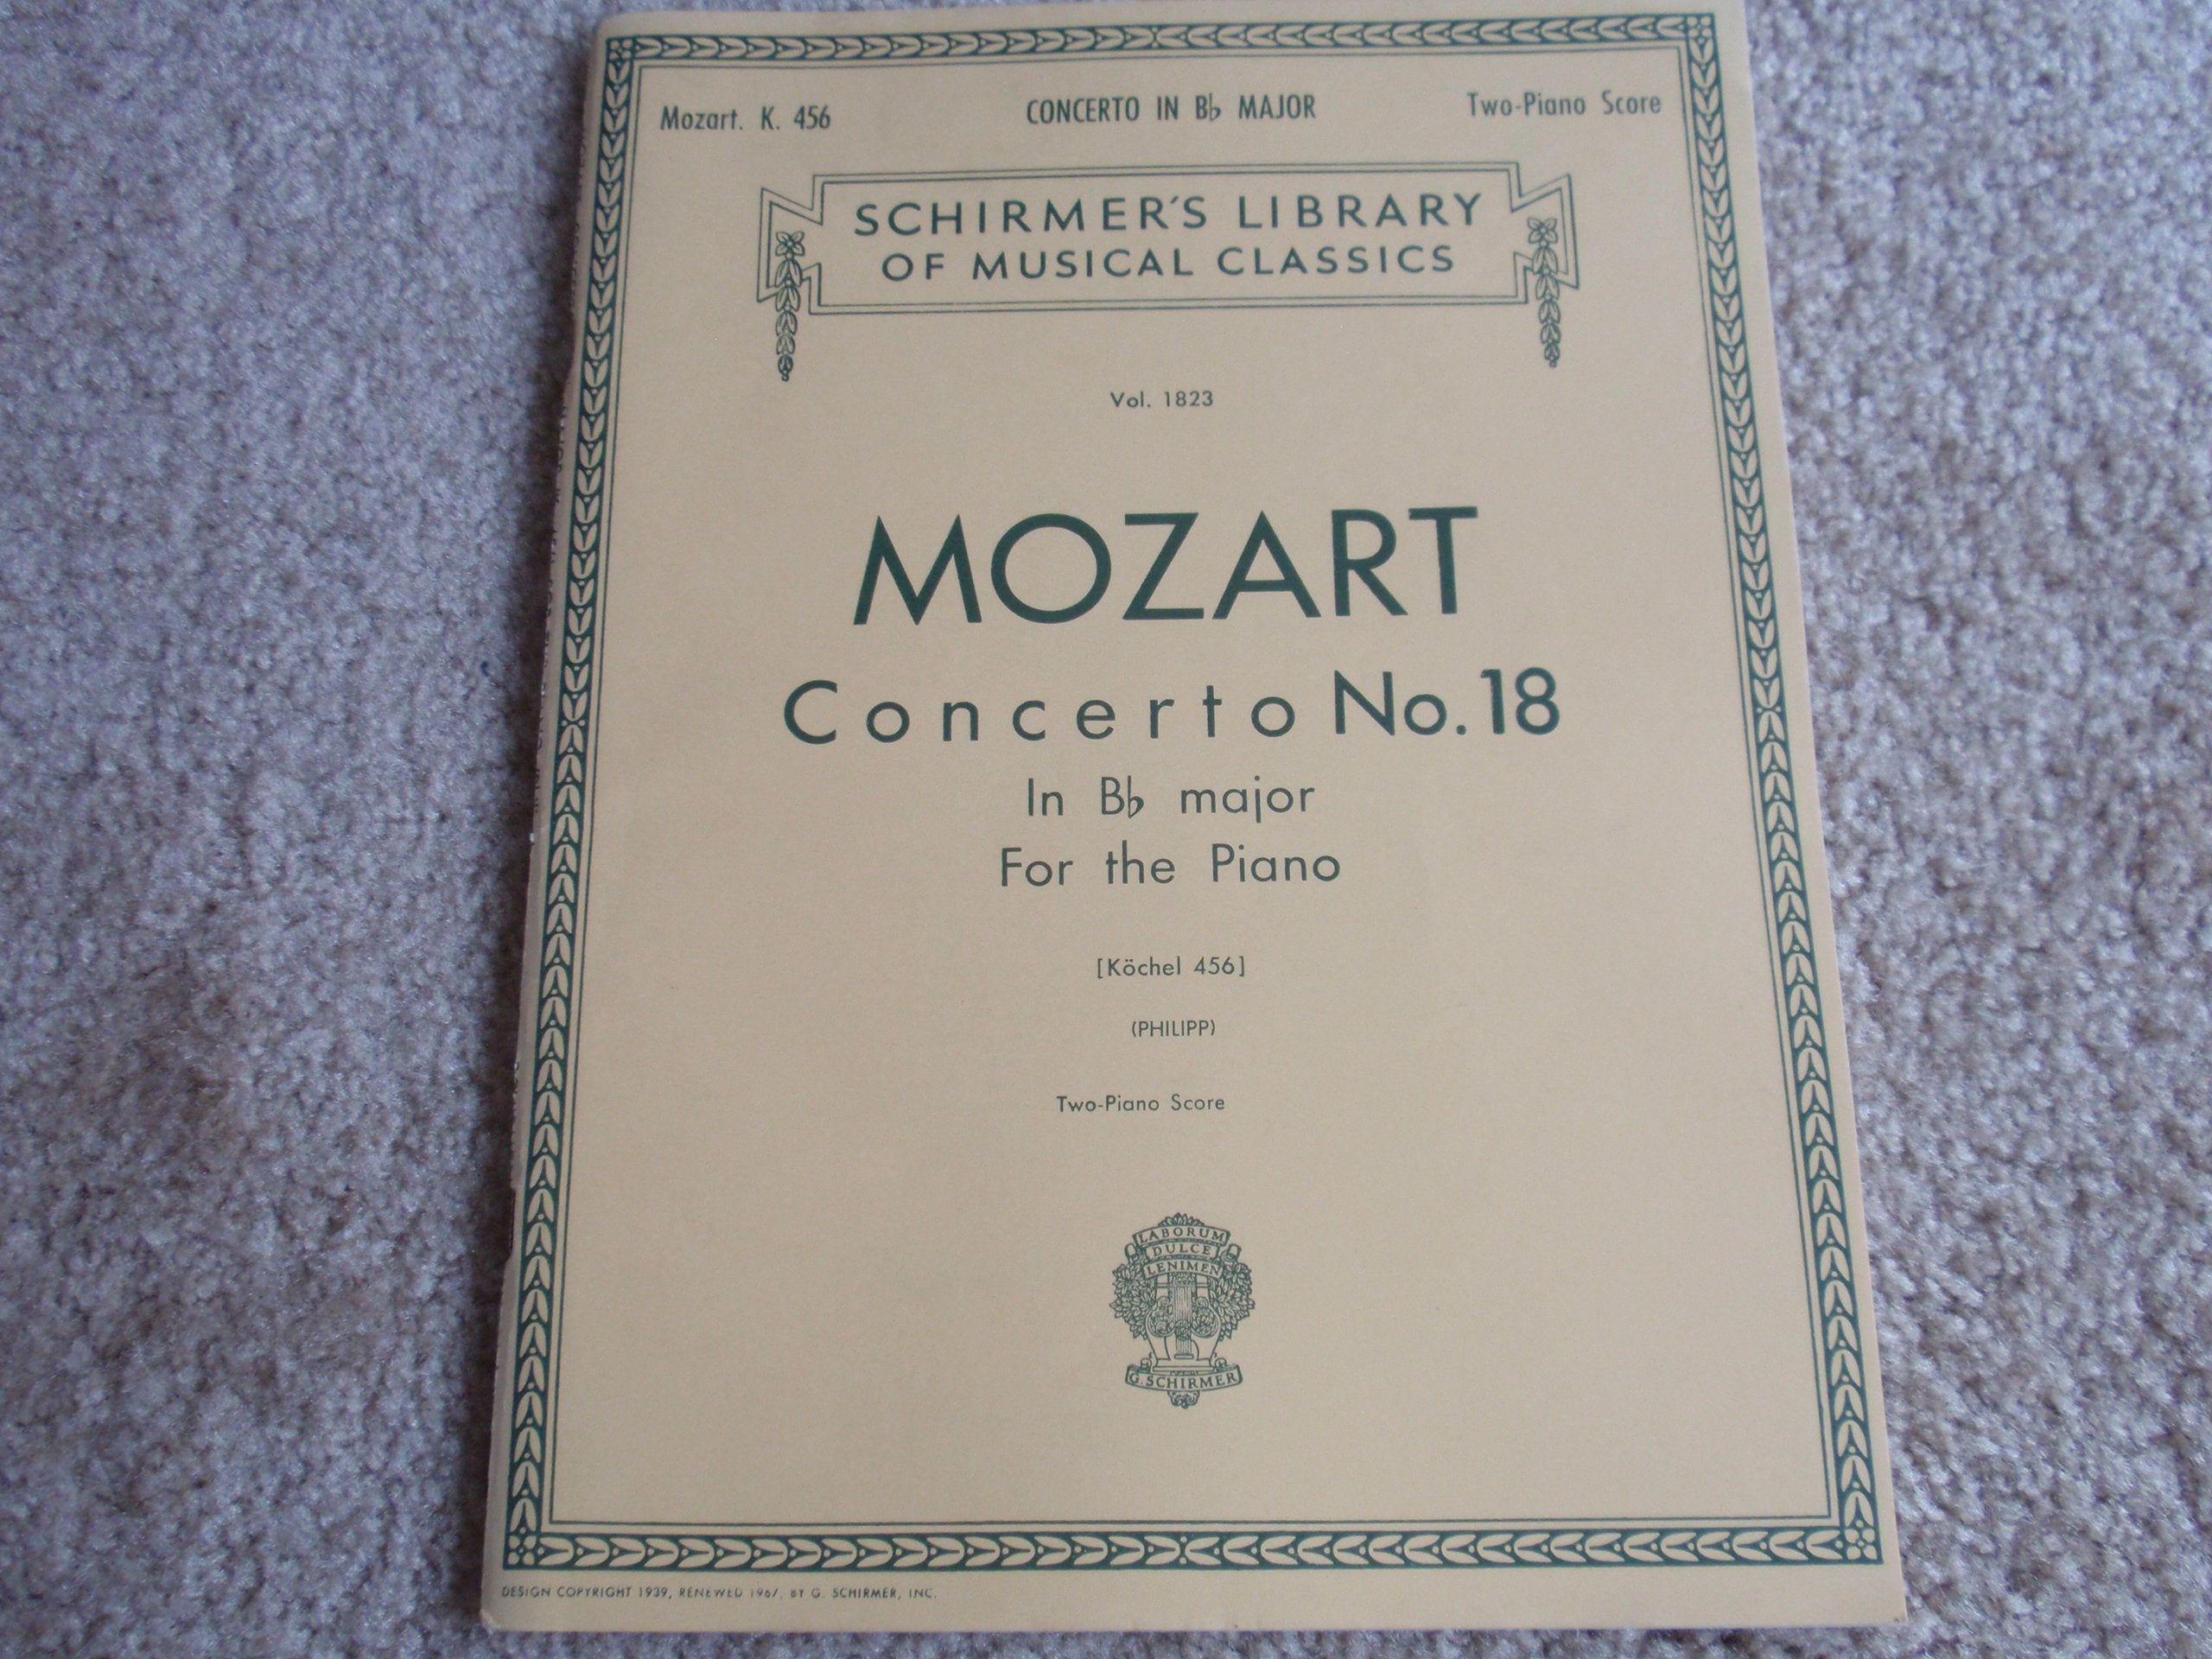 Mozart. K. 456 CONCERTO IN B♭ MAJOR Two-Piano Score
SCHIRMER'S LIBRARY
OF MUSICAL CLASSICS
Vol. 1823
MOZART
Concerto No. 18
In B♭ major
For the Piano
[Köchel 456]
(PHILIPP)
Two-Piano Score
LABORUM
DULCE
LENIMEN
G. SCHIRMER
DESIGN COPYRIGHT 1939, RENEWED 1967, BY G. SCHIRMER, INC.